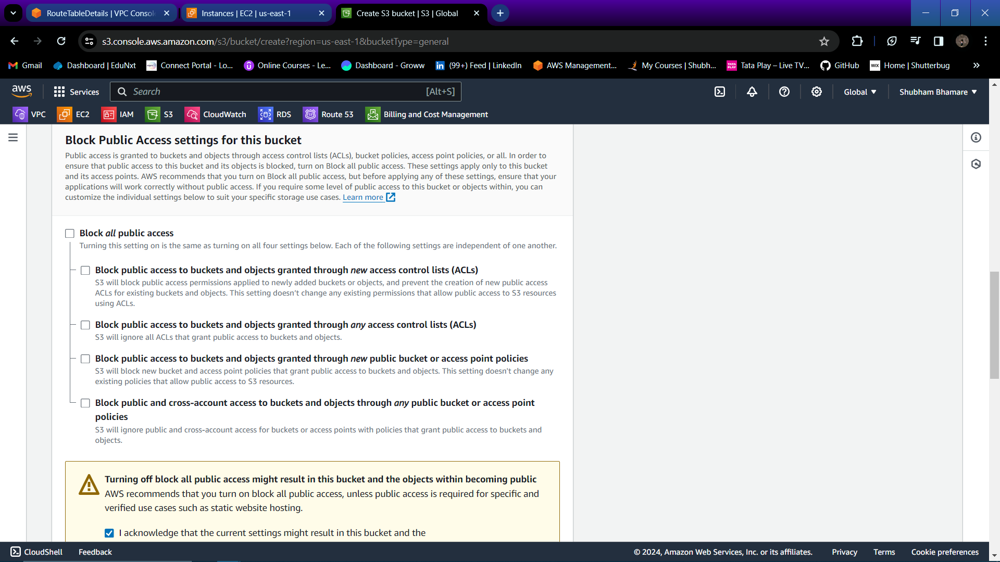 RouteTableDetails | VPC Consol
Instances | EC2 | us-east-1
Create S3 bucket | S3 | Global
s3.console.aws.amazon.com/s3/bucket/create?region=us-east-1&bucketType=general
Gmail
Dashboard | EduNxt
Connect Portal - Lo...
Online Courses - Le...
Dashboard - Groww
(99+) Feed | LinkedIn
AWS Management...
My Courses | Shubh...
TATA PLAY
Tata Play – Live TV...
GitHub
WIX
Home | Shutterbug
aws
Services
Search
[Alt+S]
Global
Shubham Bhamare
VPC
EC2
IAM
S3
CloudWatch
RDS
Route 53
Billing and Cost Management
Block Public Access settings for this bucket
Public access is granted to buckets and objects through access control lists (ACLs), bucket policies, access point policies, or all. In order to
ensure that public access to this bucket and its objects is blocked, turn on Block all public access. These settings apply only to this bucket
and its access points. AWS recommends that you turn on Block all public access, but before applying any of these settings, ensure that your
applications will work correctly without public access. If you require some level of public access to this bucket or objects within, you can
customize the individual settings below to suit your specific storage use cases. Learn more
Block all public access
Turning this setting on is the same as turning on all four settings below. Each of the following settings are independent of one another.
Block public access to buckets and objects granted through new access control lists (ACLs)
S3 will block public access permissions applied to newly added buckets or objects, and prevent the creation of new public access
ACLs for existing buckets and objects. This setting doesn't change any existing permissions that allow public access to S3 resources
using ACLs.
Block public access to buckets and objects granted through any access control lists (ACLs)
S3 will ignore all ACLs that grant public access to buckets and objects.
Block public access to buckets and objects granted through new public bucket or access point policies
S3 will block new bucket and access point policies that grant public access to buckets and objects. This setting doesn't change any
existing policies that allow public access to S3 resources.
Block public and cross-account access to buckets and objects through any public bucket or access point
policies
S3 will ignore public and cross-account access for buckets or access points with policies that grant public access to buckets and
objects.
Turning off block all public access might result in this bucket and the objects within becoming public
AWS recommends that you turn on block all public access, unless public access is required for specific and
verified use cases such as static website hosting.
I acknowledge that the current settings might result in this bucket and the
CloudShell
Feedback
© 2024, Amazon Web Services, Inc. or its affiliates.
Privacy
Terms
Cookie preferences